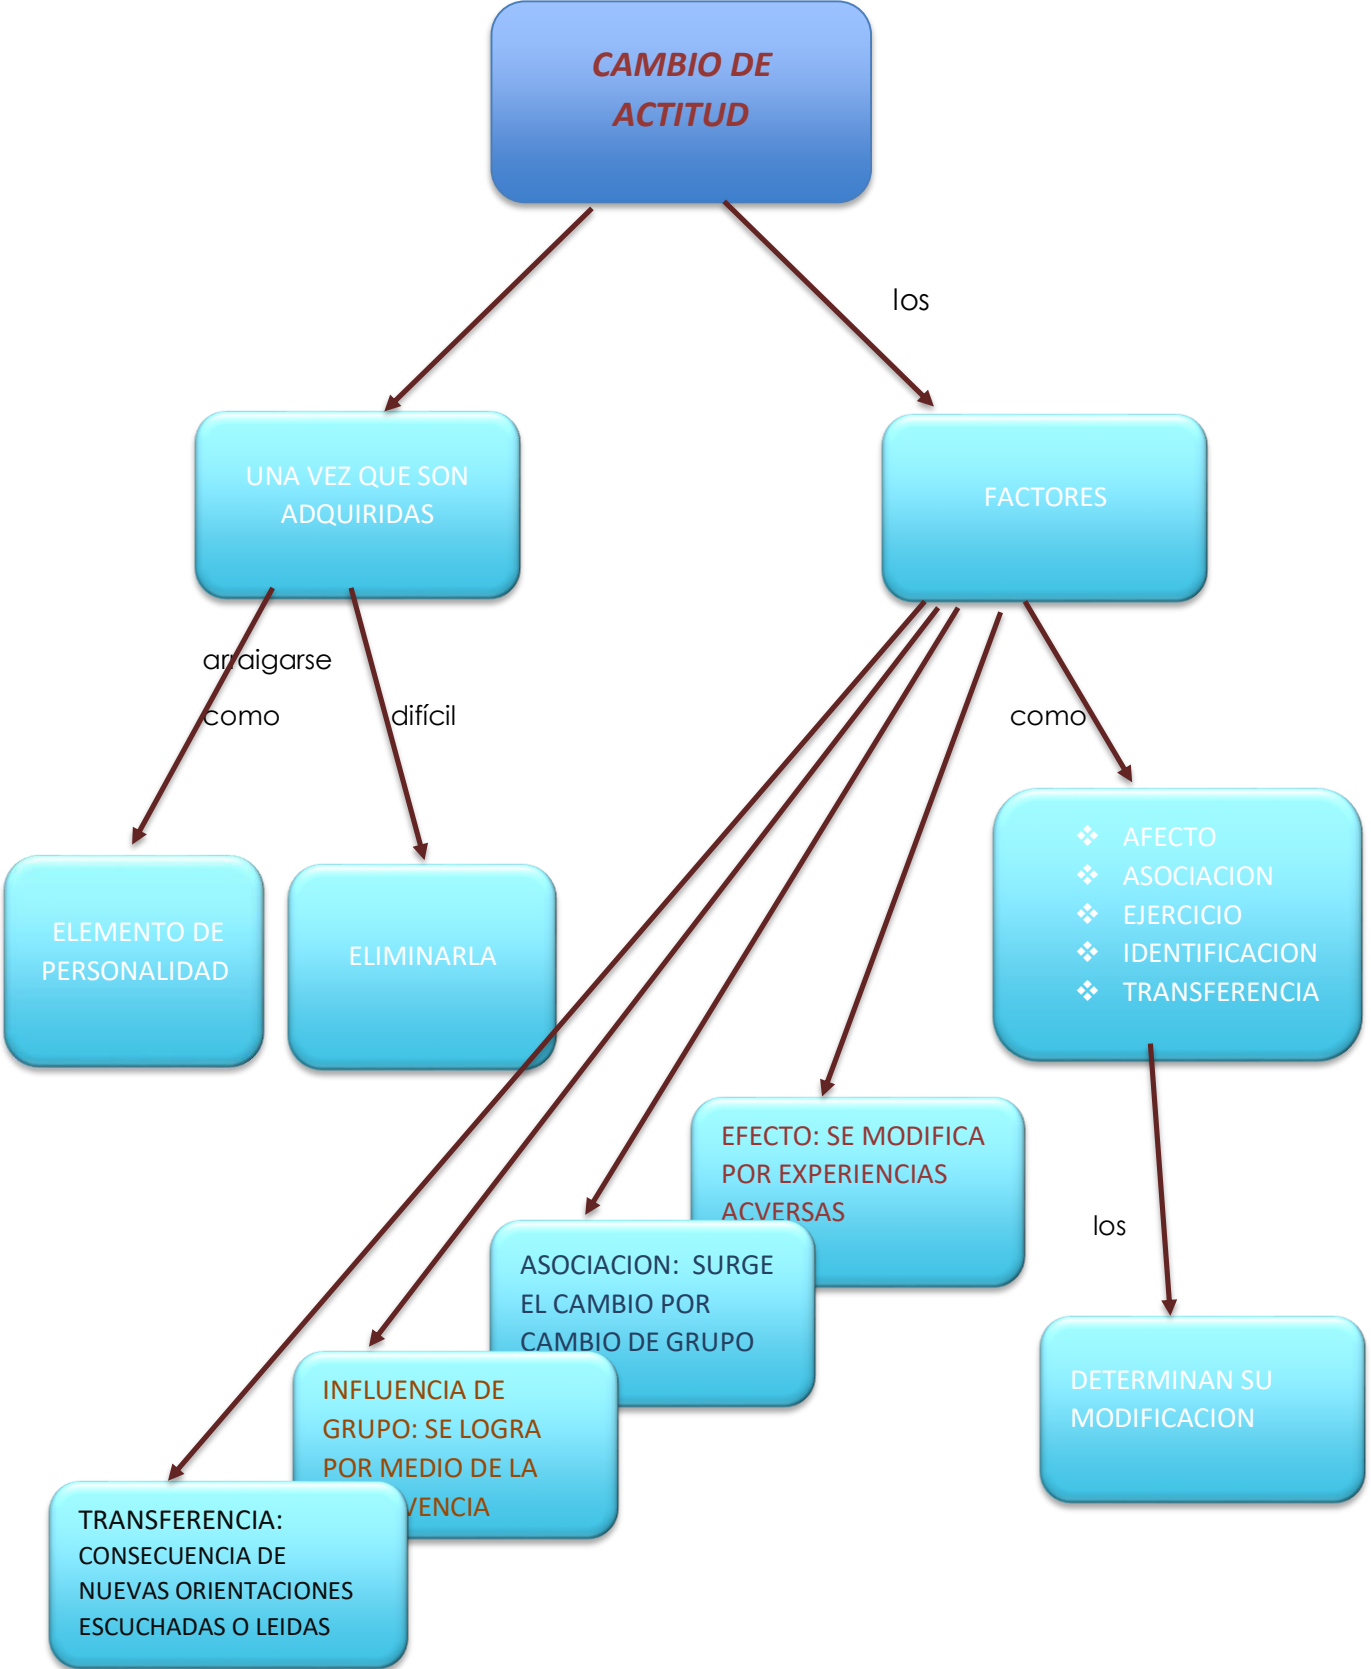 CAMBIO DE
ACTITUD
los
UNA VEZ QUE SON
ADQUIRIDAS
FACTORES
arraigarse
como
difícil
como
ELEMENTO DE
PERSONALIDAD
ELIMINARLA
AFECTO
ASOCIACION
EJERCICIO
IDENTIFICACION
TRANSFERENCIA
EFECTO: SE MODIFICA
POR EXPERIENCIAS
ACVERSAS
los
ASOCIACION: SURGE
EL CAMBIO POR
CAMBIO DE GRUPO
DETERMINAN SU
MODIFICACION
INFLUENCIA DE
GRUPO: SE LOGRA
POR MEDIO DE LA
TRANSFERENCIA:
CONSECUENCIA DE
NUEVAS ORIENTACIONES
ESCUCHADAS O LEIDAS